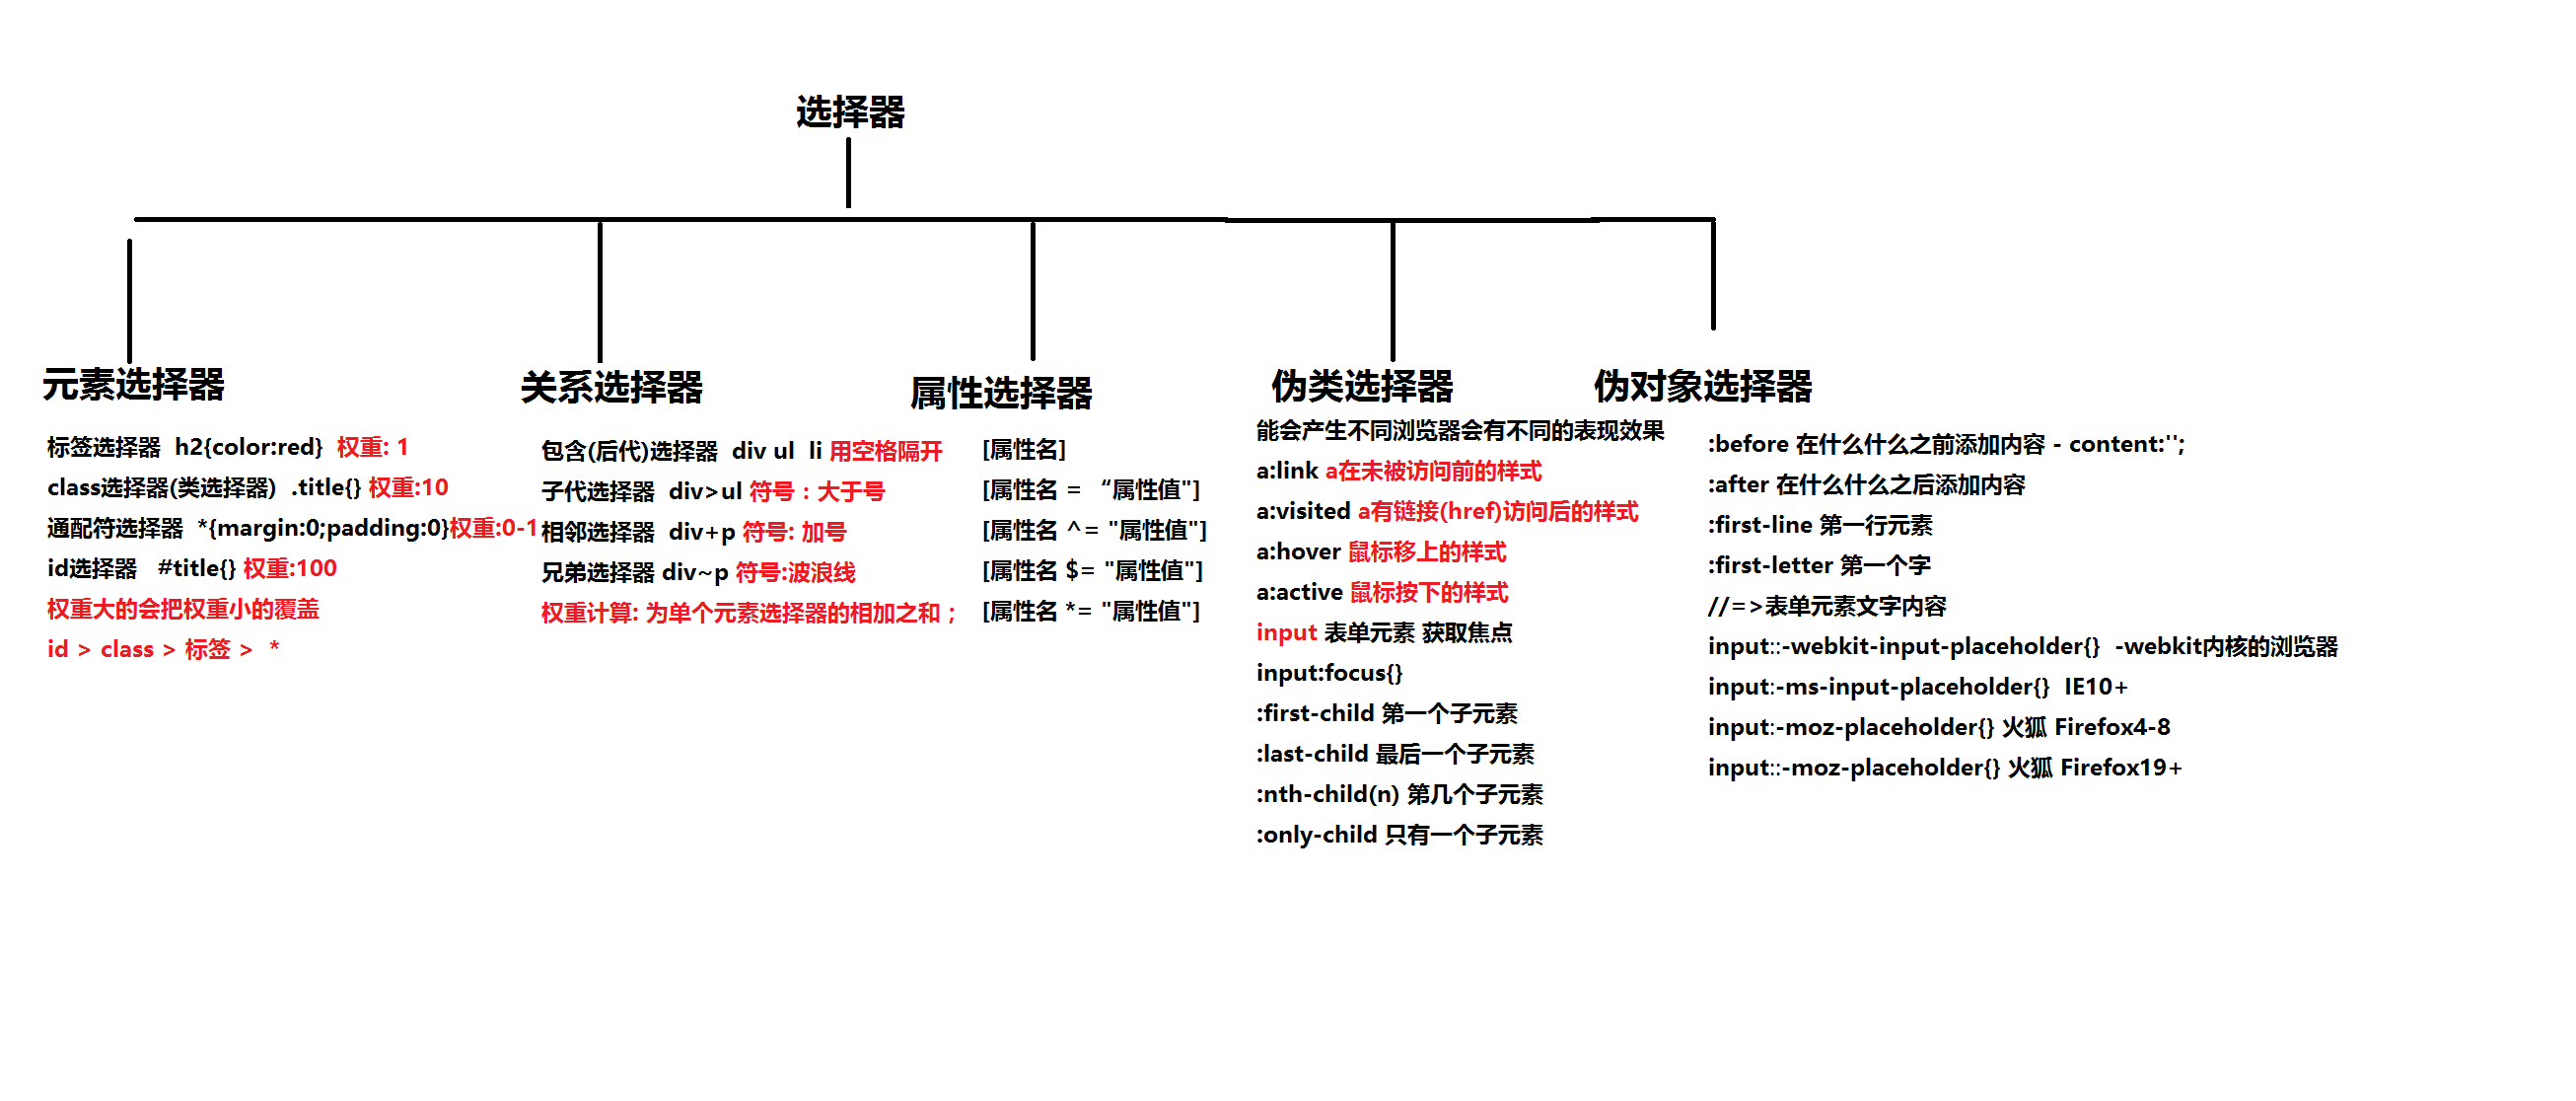 选择器
元素选择器
标签选择器  h2{color:red}  权重: 1
class选择器(类选择器)  .title{} 权重:10
通配符选择器  *{margin:0;padding:0}权重:0-1
id选择器   #title{} 权重:100
权重大的会把权重小的覆盖
id > class > 标签 >  *
关系选择器
包含(后代)选择器  div ul  li 用空格隔开
子代选择器  div>ul 符号：大于号
相邻选择器  div+p 符号: 加号
兄弟选择器 div~p 符号:波浪线
权重计算: 为单个元素选择器的相加之和；
属性选择器
[属性名]
[属性名 =  “属性值"]
[属性名 ^= "属性值"]
[属性名 $= "属性值"]
[属性名 *= "属性值"]
伪类选择器
能会产生不同浏览器会有不同的表现效果
a:link a在未被访问前的样式
a:visited a有链接(href)访问后的样式
a:hover 鼠标移上的样式
a:active 鼠标按下的样式
input 表单元素 获取焦点
input:focus{}
:first-child 第一个子元素
:last-child 最后一个子元素
:nth-child(n) 第几个子元素
:only-child 只有一个子元素
伪对象选择器
:before 在什么什么之前添加内容 - content:'';
:after 在什么什么之后添加内容
:first-line 第一行元素
:first-letter 第一个字
//=>表单元素文字内容
input::-webkit-input-placeholder{}  -webkit内核的浏览器
input:-ms-input-placeholder{}  IE10+
input:-moz-placeholder{} 火狐 Firefox4-8
input::-moz-placeholder{} 火狐 Firefox19+